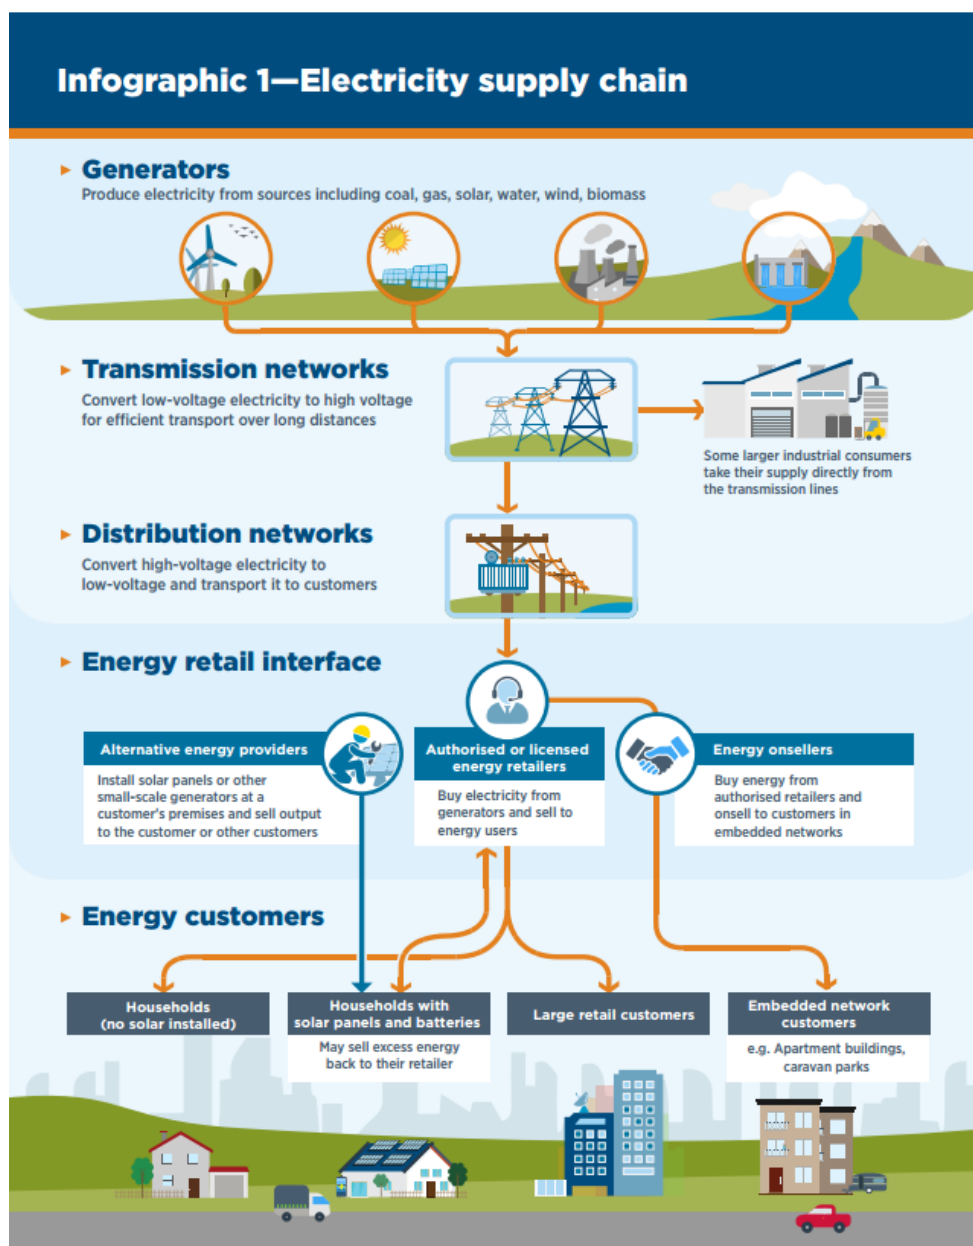 Infographic 1—Electricity supply chain
Generators
Produce electricity from sources including coal, gas, solar, water, wind, biomass
Transmission networks
Convert low-voltage electricity to high voltage
for efficient transport over long distances
Some larger industrial consumers
take their supply directly from
the transmission lines
Distribution networks
Convert high-voltage electricity to
low-voltage and transport it to customers
Energy retail interface
Alternative energy providers
Install solar panels or other
small-scale generators at a
customer's premises and sell output
to the customer or other customers
Authorised or licensed
energy retailers
Buy electricity from
generators and sell to
energy users
Energy onsellers
Buy energy from
authorised retailers and
onsell to customers in
embedded networks
Energy customers
Households
(no solar installed)
Households with
solar panels and batteries
May sell excess energy
back to their retailer
Large retail customers
Embedded network
customers
e.g. Apartment buildings,
caravan parks